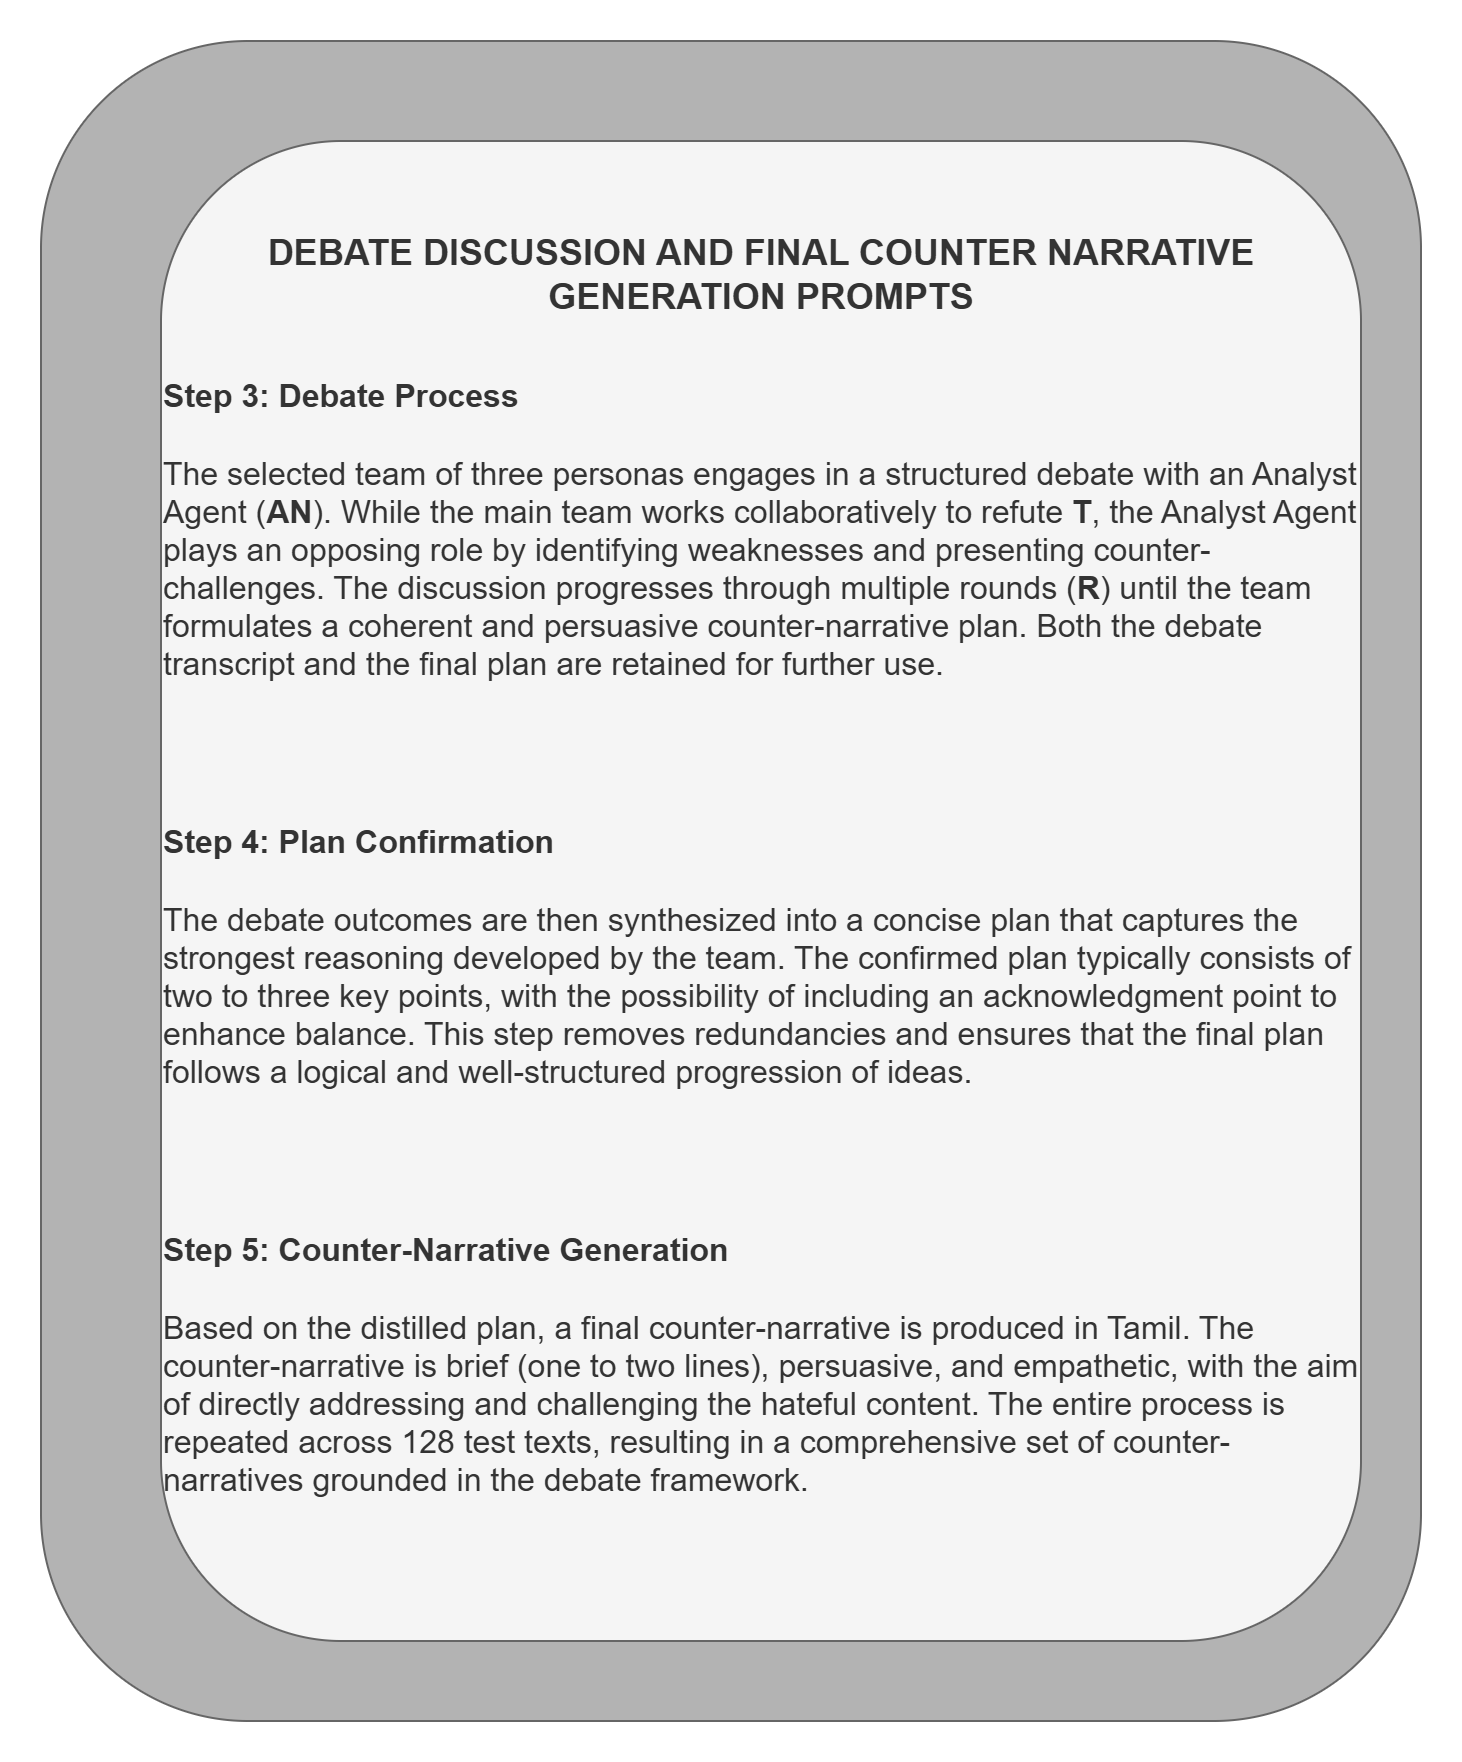 DEBATE DISCUSSION AND FINAL COUNTER NARRATIVE
GENERATION PROMPTS
Step 3: Debate Process
The selected team of three personas engages in a structured debate with an Analyst
Agent (AN). While the main team works collaboratively to refute T, the Analyst Agent
plays an opposing role by identifying weaknesses and presenting counter-
challenges. The discussion progresses through multiple rounds (R) until the team
formulates a coherent and persuasive counter-narrative plan. Both the debate
transcript and the final plan are retained for further use.
Step 4: Plan Confirmation
The debate outcomes are then synthesized into a concise plan that captures the
strongest reasoning developed by the team. The confirmed plan typically consists of
two to three key points, with the possibility of including an acknowledgment point to
enhance balance. This step removes redundancies and ensures that the final plan
follows a logical and well-structured progression of ideas.
Step 5: Counter-Narrative Generation
Based on the distilled plan, a final counter-narrative is produced in Tamil. The
counter-narrative is brief (one to two lines), persuasive, and empathetic, with the aim
of directly addressing and challenging the hateful content. The entire process is
repeated across 128 test texts, resulting in a comprehensive set of counter-
narratives grounded in the debate framework.